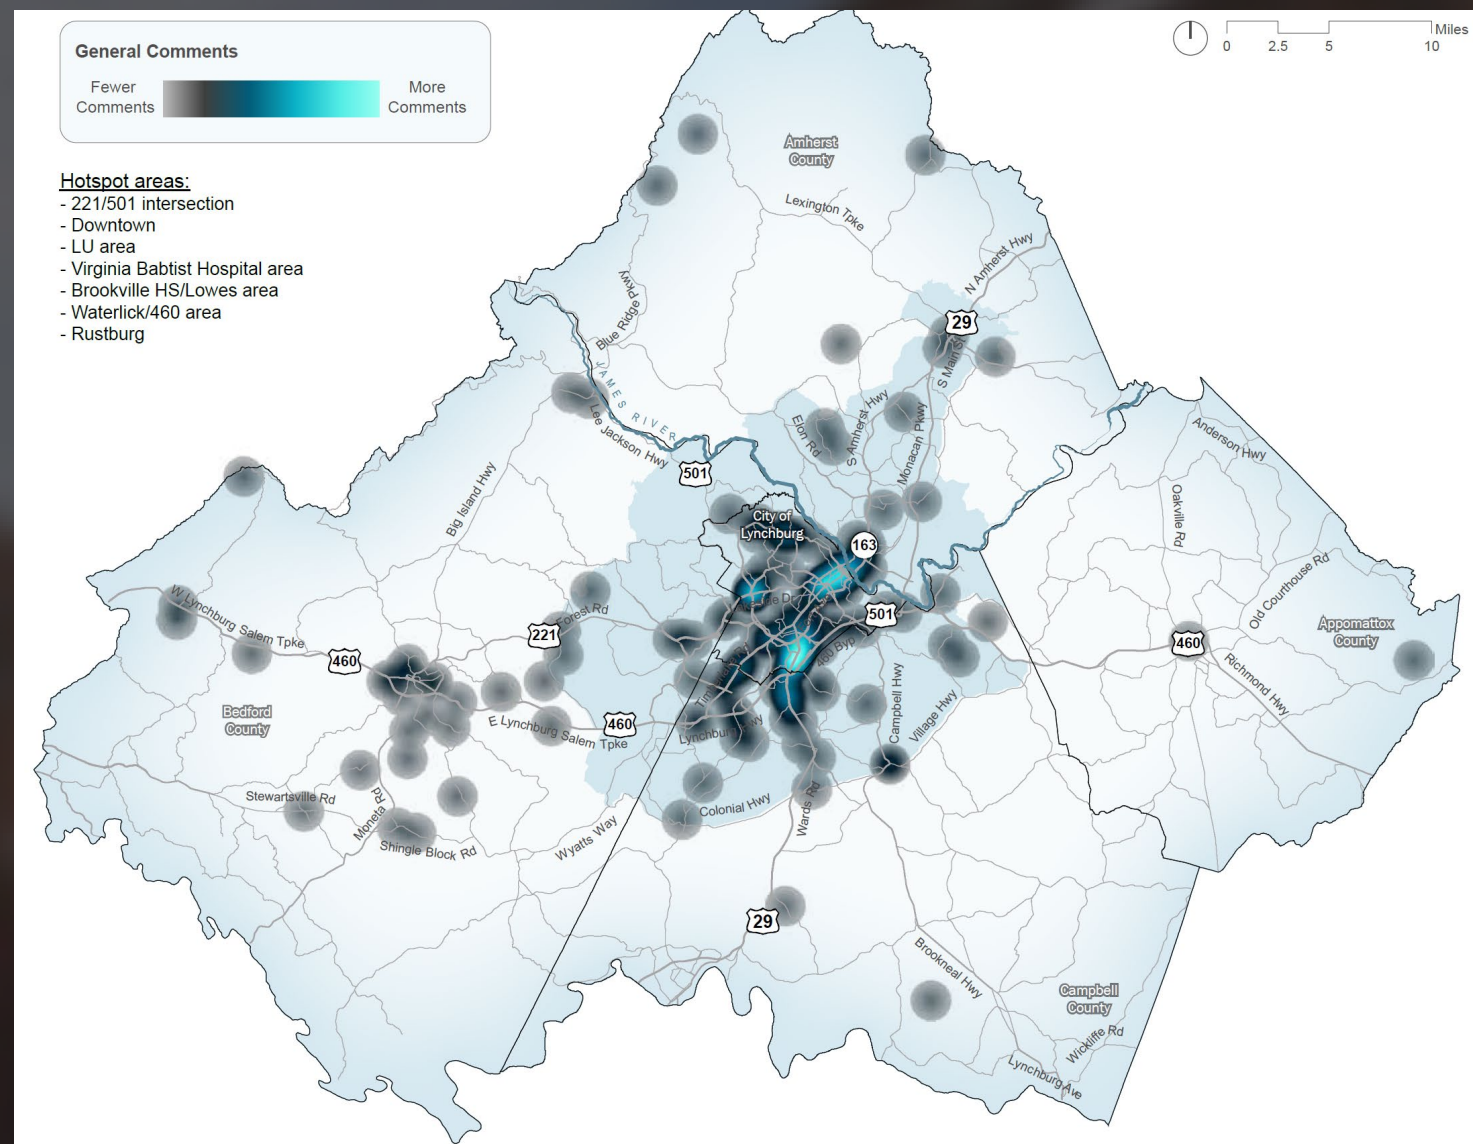 General Comments
Fewer
Comments
More
Comments
Miles
0 2.5 5 10
Hotspot areas:
- 221/501 intersection
- Downtown
- LU area
- Virginia Babtist Hospital area
- Brookville HS/Lowes area
- Waterlick/460 area
- Rustburg
Amherst
County
Lexington Tpke
N Amherst Hwy
Blue Ridge Pkwy
29
S Main St
JAMES RIVER
Lee Jackson Hwy
Elon Rd
S Amherst Hwy
Monacan Pkwy
Anderson Hwy
501
Big Island Hwy
Oakville Rd
City of
Lynchburg
163
W Lynchburg Salem Tpke
Forest Rd
221
501
Old Courthouse Rd
Appomattox
County
460
460
460 Byp
Richmond Hwy
Campbell Hwy
Village Hwy
Bedford
County
E Lynchburg Salem Tpke
460
Lynchburg Hwy
Stewartsville Rd
Moneta Rd
Colonial Hwy
Wards Rd
Shingle Block Rd
Wyatts Way
29
Brookneal Hwy
Campbell
County
Wickliffe Rd
Lynchburg Ave